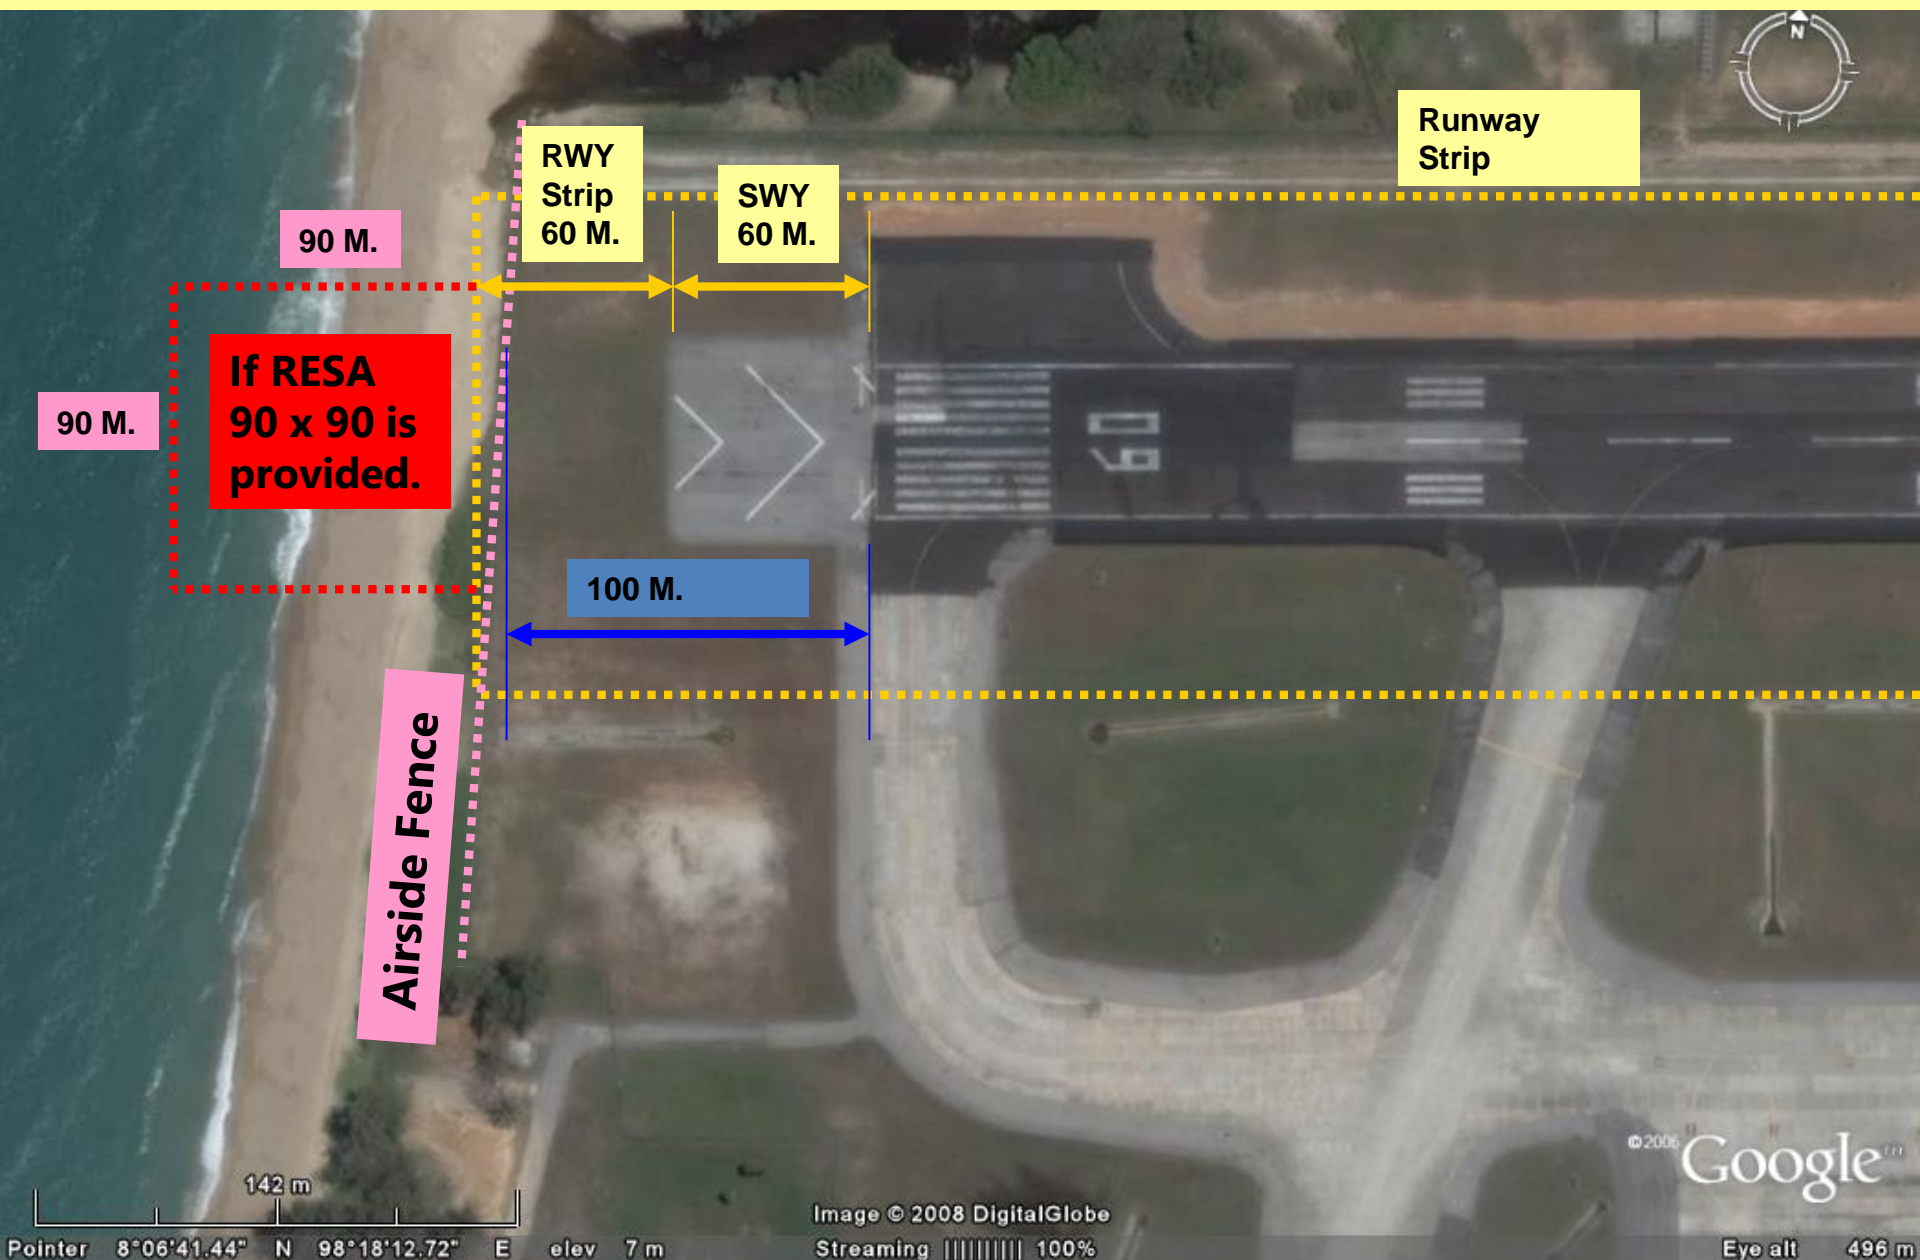 N
Runway
Strip
RWY
Strip
60 M.
SWY
60 M.
90 M.
90 M.
If RESA
90 x 90 is
provided.
09
100 M.
Airside Fence
142 m
©2006 Google™
Image © 2008 DigitalGlobe
Pointer 8°06'41.44" N 98°18'12.72" E elev 7 m Streaming |||||||||| 100% Eye alt 496 m